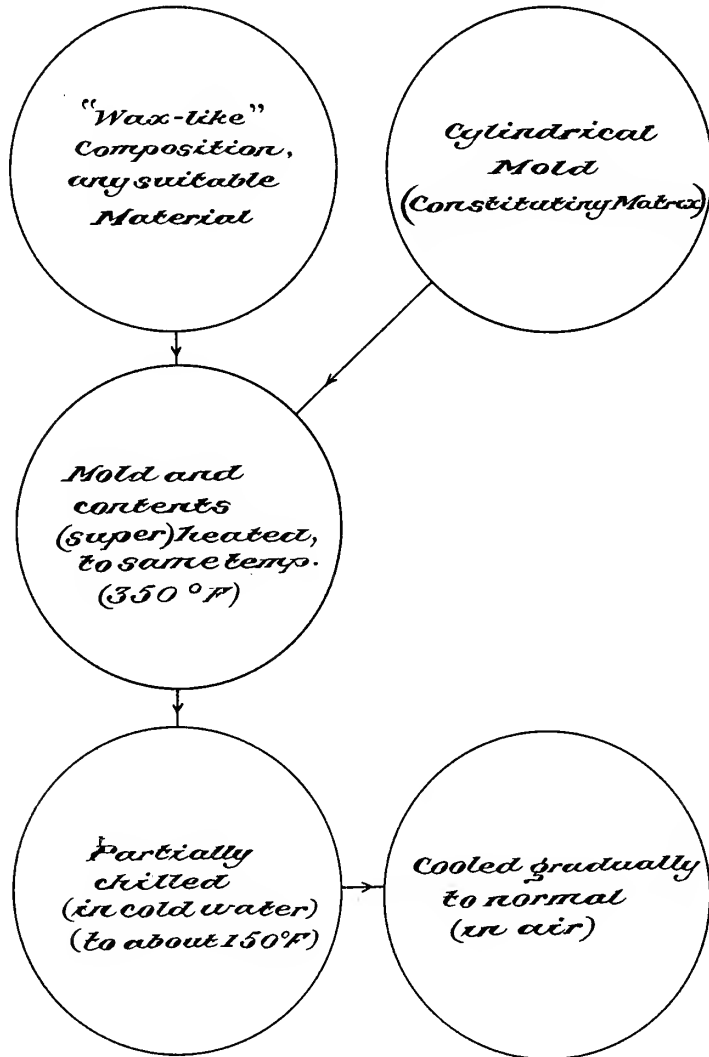 "Wax-like"
Composition,
any suitable
Material
Cylindrical
Mold
(Constituting Matrix)
Mold and
contents
(super) heated,
to same temp.
(350°F)
Partially
chilled
(in cold water)
(to about 150°F)
Cooled gradually
to normal
(in air)